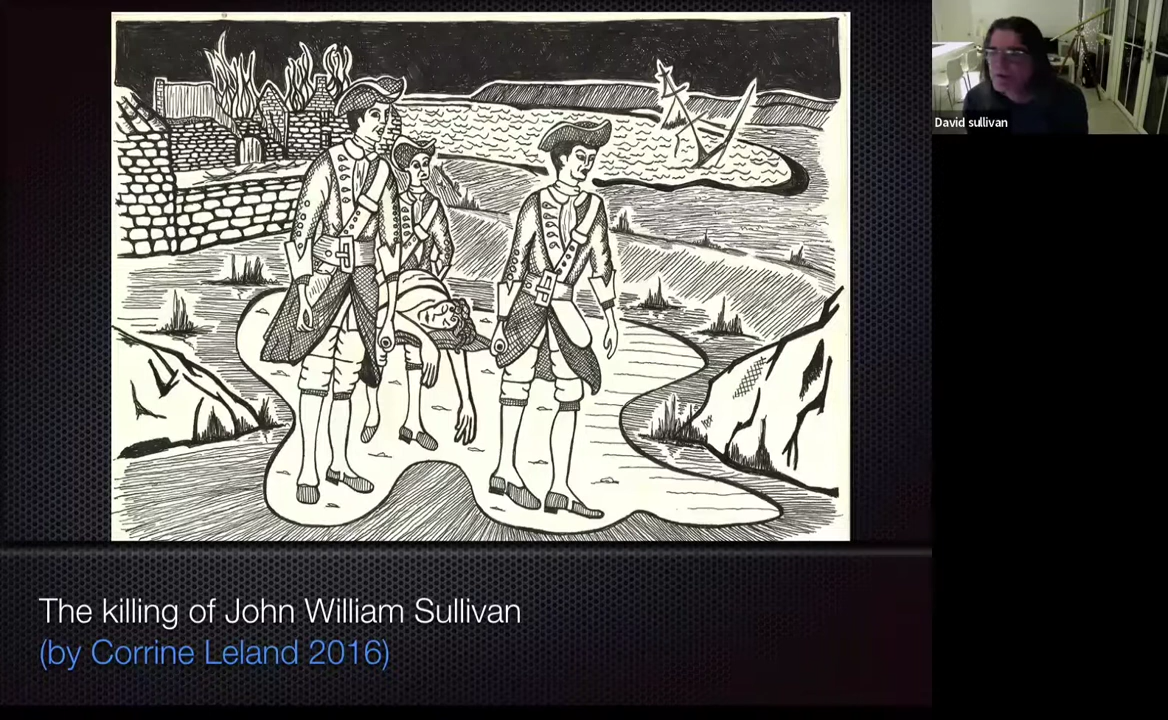 David sullivan
The killing of John William Sullivan
(by Corrine Leland 2016)